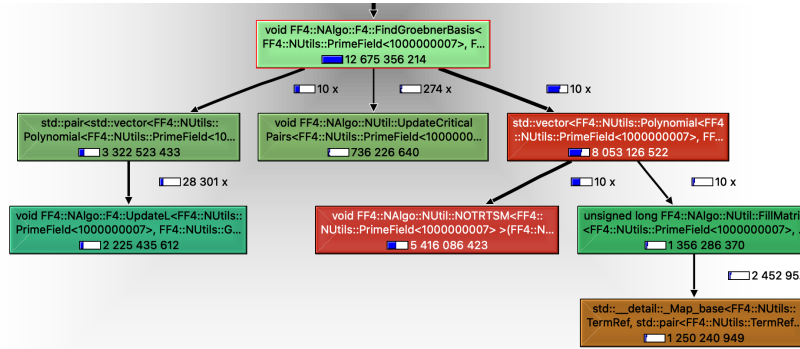 void FF4::NAlgo::F4::FindGroebnerBasis<
FF4::NUtils::PrimeField<1000000007>, F...
12 675 356 214
10 x
274 x
10 x
std::pair<std::vector<FF4::NUtils::
Polynomial<FF4::NUtils::PrimeField<10...
3 322 523 433
void FF4::NAlgo::NUtil::UpdateCritical
Pairs<FF4::NUtils::PrimeField<1000000...
736 226 640
std::vector<FF4::NUtils::Polynomial<FF4
::NUtils::PrimeField<1000000007>, FF...
8 053 126 522
28 301 x
10 x
10 x
void FF4::NAlgo::F4::UpdateL<FF4::NUtils::
PrimeField<1000000007>, FF4::NUtils::G...
2 225 435 612
void FF4::NAlgo::NUtil::NOTRTSM<FF4::
NUtils::PrimeField<1000000007> >(FF4::N...
5 416 086 423
unsigned long FF4::NAlgo::NUtil::FillMatri
<FF4::NUtils::PrimeField<1000000007>, .
1 356 286 370
2 452 95
std::__detail::_Map_base<FF4::NUtils::
TermRef, std::pair<FF4::NUtils::TermRef...
1 250 240 949